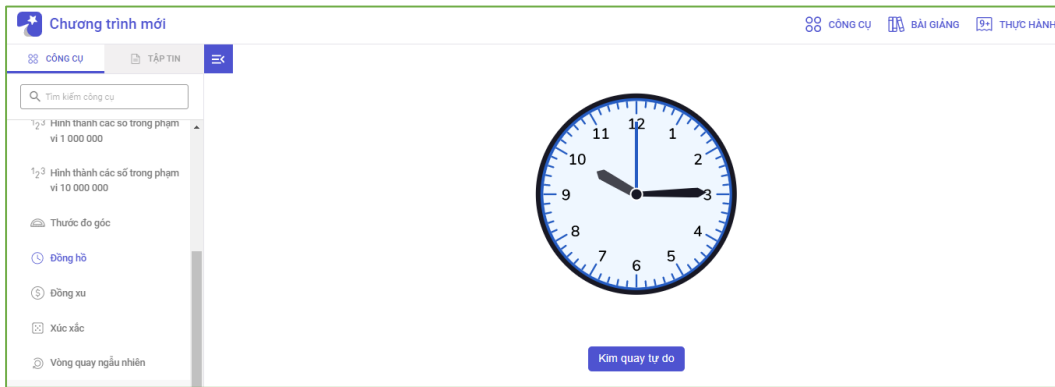 Chương trình mới
CÔNG CỤ BÀI GIẢNG 9+ THỰC HÀNH
CÔNG CỤ TẬP TIN
Tìm kiếm công cụ
123 Hình thành các số trong phạm
vi 1 000 000
123 Hình thành các số trong phạm
vi 10 000 000
Thước đo góc
Đồng hồ
Đồng xu
Xúc xắc
Vòng quay ngẫu nhiên
12
11 1
10 2
9 3
8 4
7 5
6
Kim quay tự do